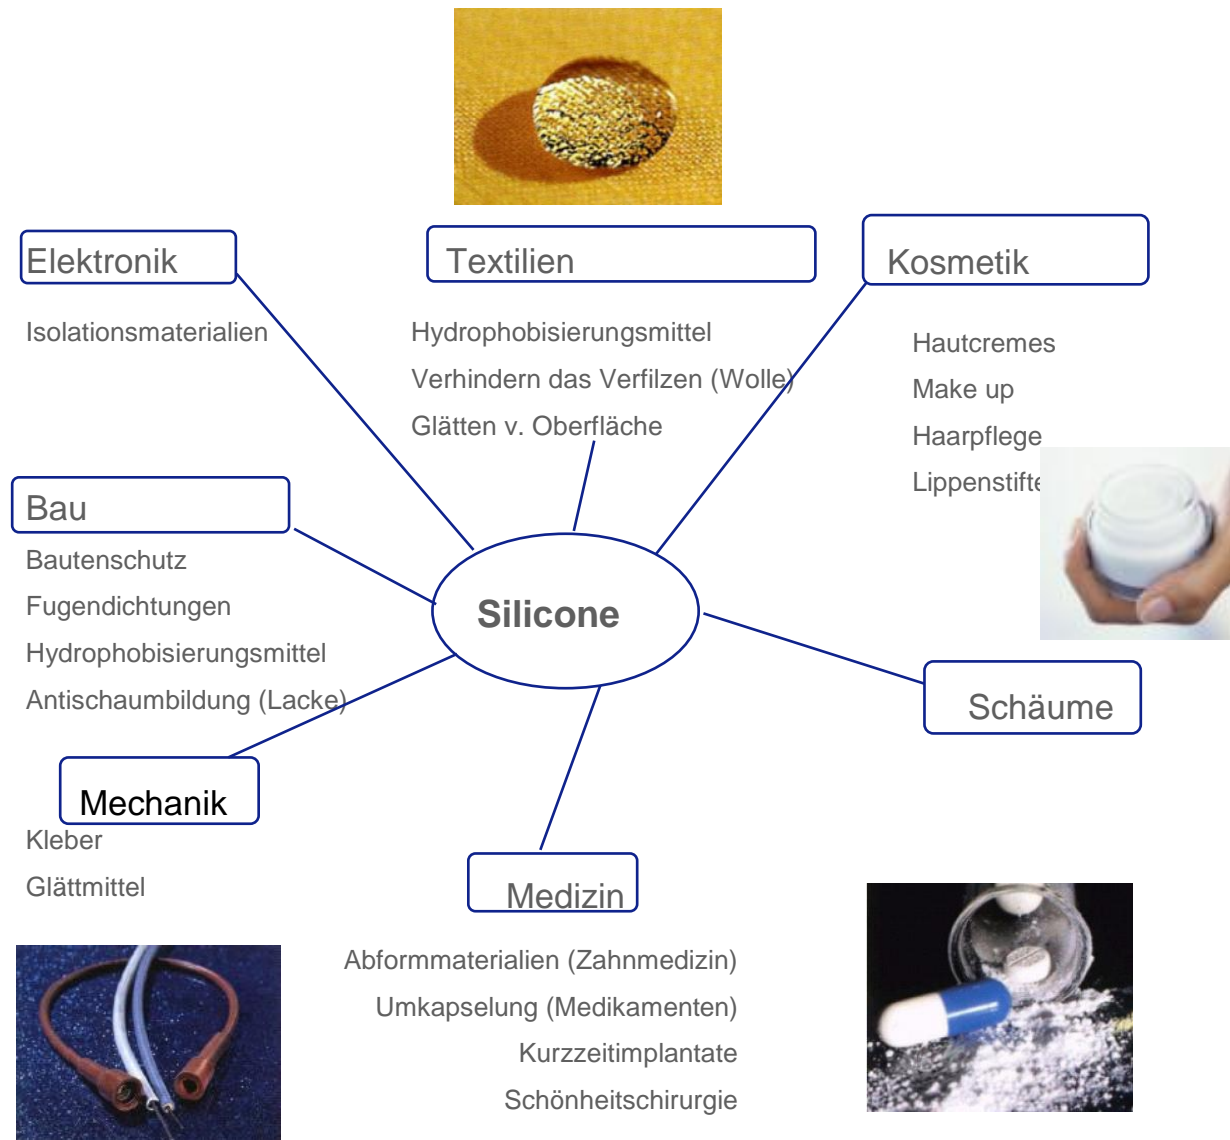 Elektronik
Isolationsmaterialien
Textilien
Hydrophobisierungsmittel
Verhindern das Verfilzen (Wolle)
Glätten v. Oberfläche
Kosmetik
Hautcremes
Make up
Haarpflege
Lippenstifte
Bau
Bautenschutz
Fugendichtungen
Hydrophobisierungsmittel
Antischaumbildung (Lacke)
Silicone
Schäume
Mechanik
Kleber
Glättmittel
Medizin
Abformmaterialien (Zahnmedizin)
Umkapselung (Medikamenten)
Kurzzeitimplantate
Schönheitschirurgie